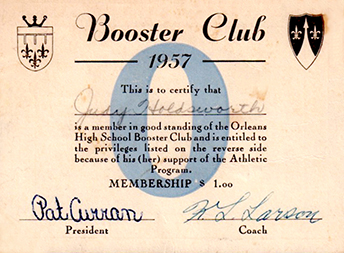 Booster Club
1957
This is to certify that
Judy Holdsworth
is a member in good standing of the Orleans
High School Booster Club and is entitled to
the privileges listed on the reverse side
because of his (her) support of the Athletic
Program.
MEMBERSHIP $ 1.00
Pat Curran
W L Larson
President
Coach
O